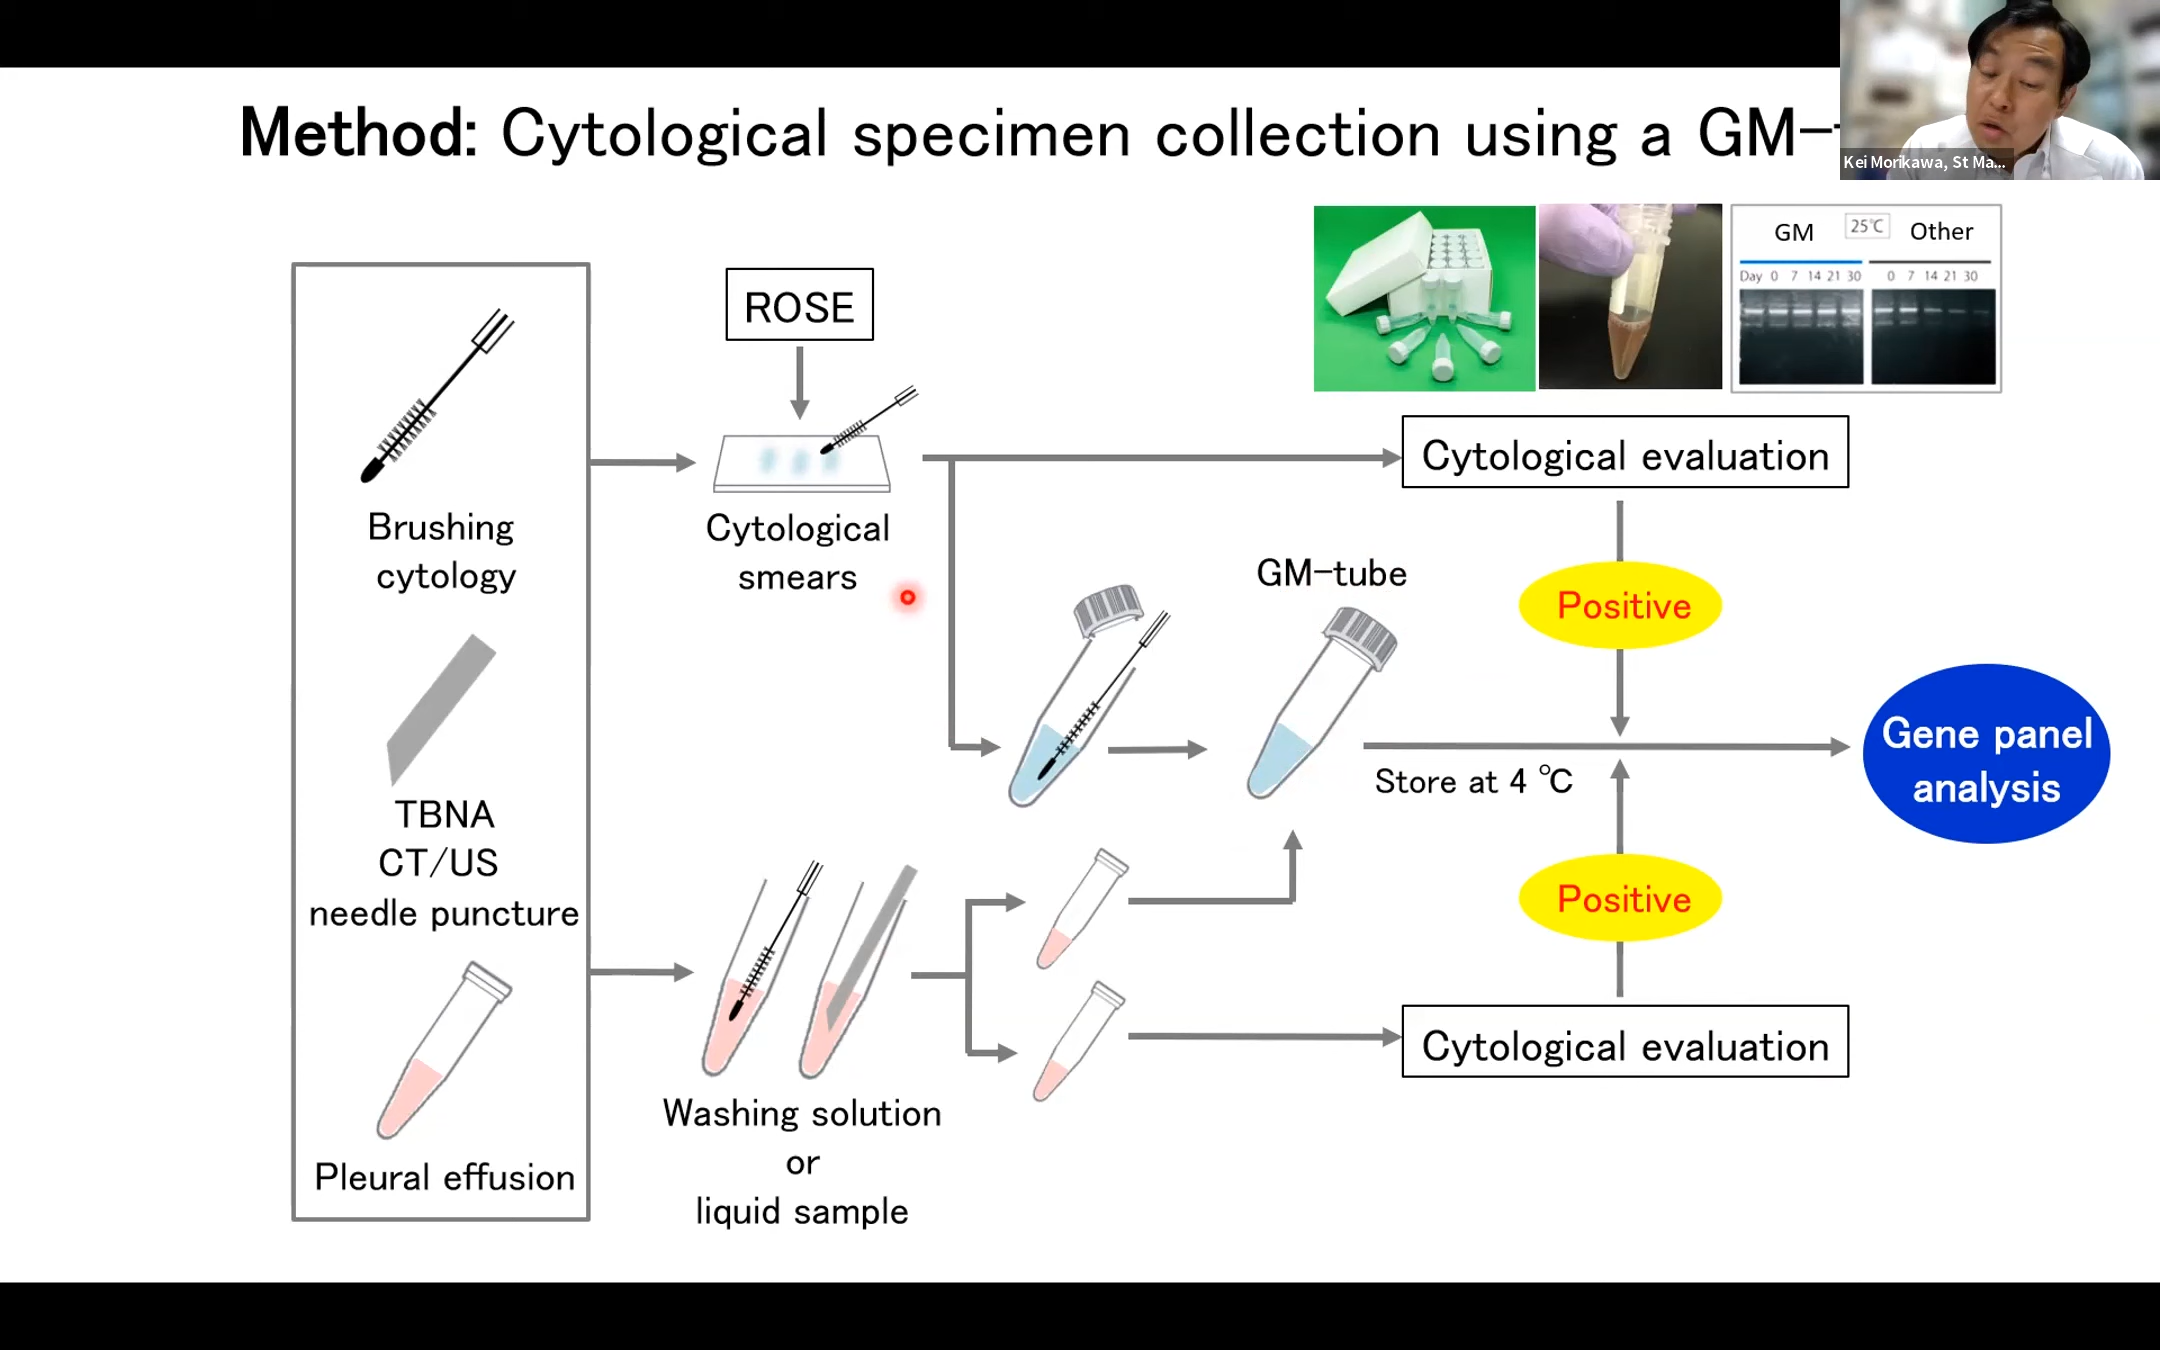 Method: Cytological specimen collection using a GM-
Kei Morikawa, St Ma...
GM 25℃ Other
Day 0 7 14 21 30 0 7 14 21 30
ROSE
Brushing
cytology
Cytological
smears
Cytological evaluation
GM-tube
Positive
TBNA
CT/US
needle puncture
Store at 4 ℃
Gene panel
analysis
Positive
Cytological evaluation
Pleural effusion
Washing solution
or
liquid sample